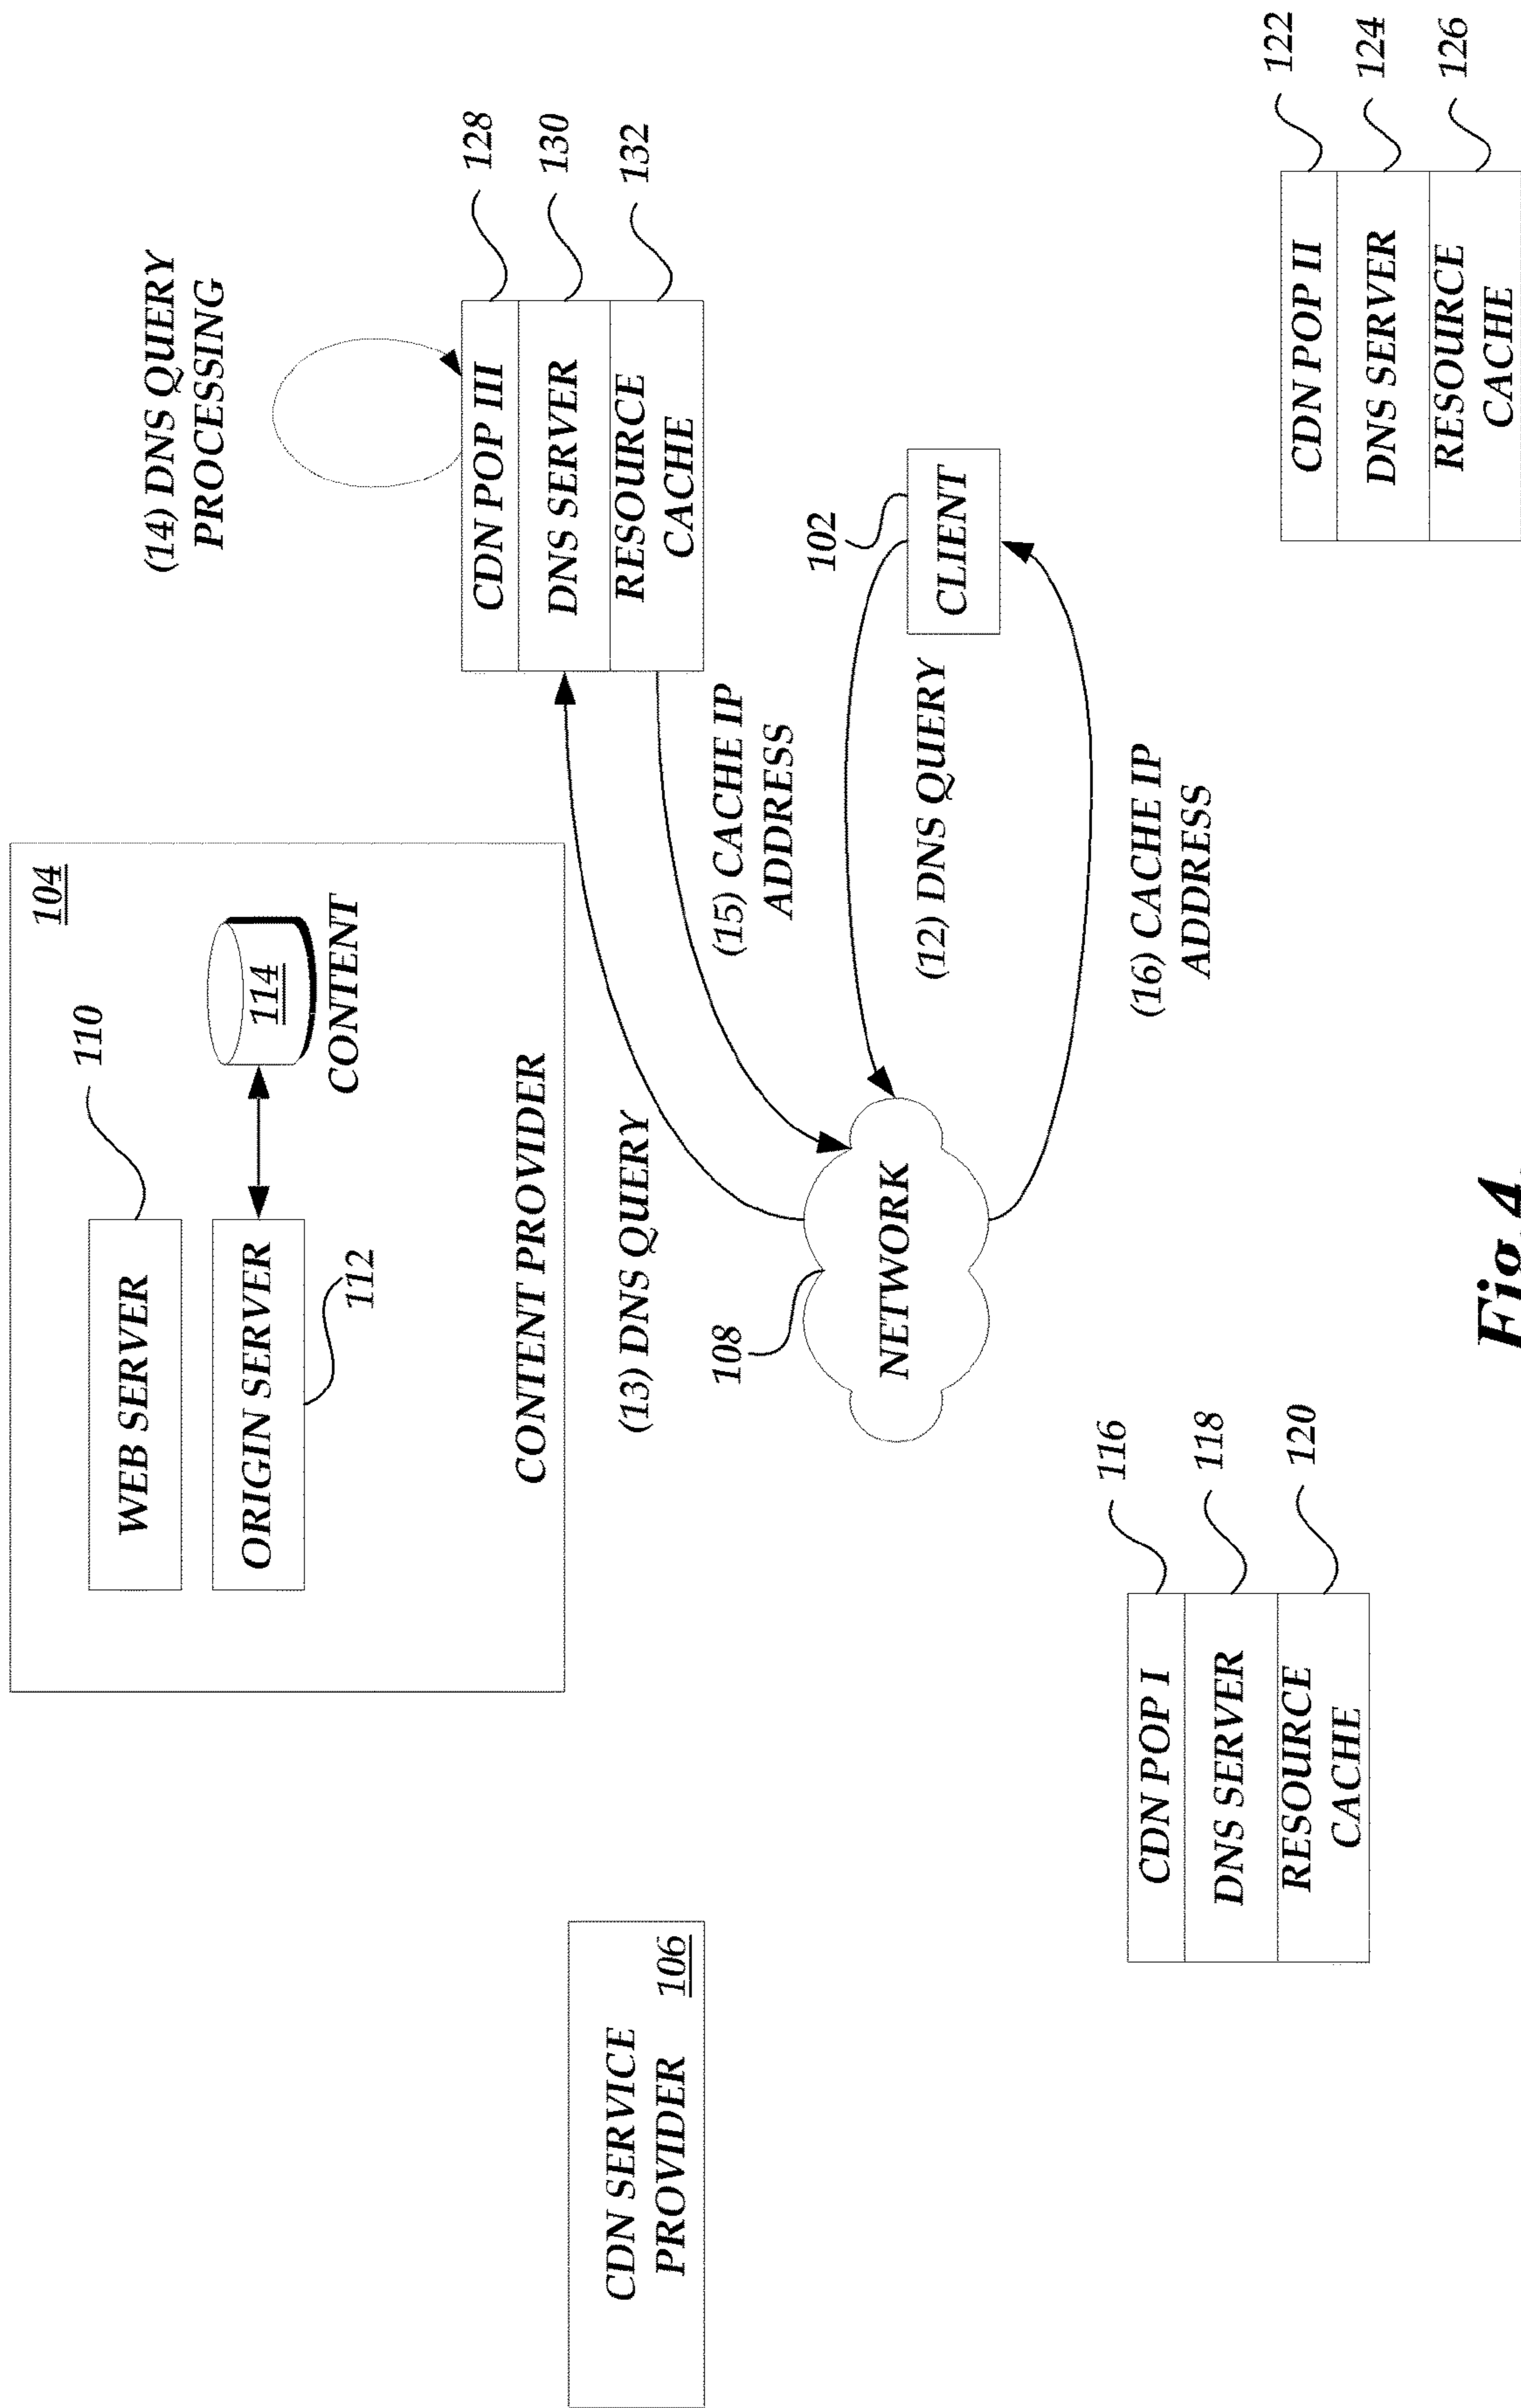 104
WEB SERVER
110
ORIGIN SERVER
112
114
CONTENT
CONTENT PROVIDER
CDN SERVICE
PROVIDER
106
(14) DNS QUERY
PROCESSING
CDN POP III
128
DNS SERVER
130
RESOURCE
CACHE
132
(13) DNS QUERY
(15) CACHE IP
ADDRESS
108
NETWORK
102
CLIENT
(12) DNS QUERY
(16) CACHE IP
ADDRESS
CDN POP I
116
DNS SERVER
118
RESOURCE
CACHE
120
CDN POP II
122
DNS SERVER
124
RESOURCE
CACHE
126
Fig.4.